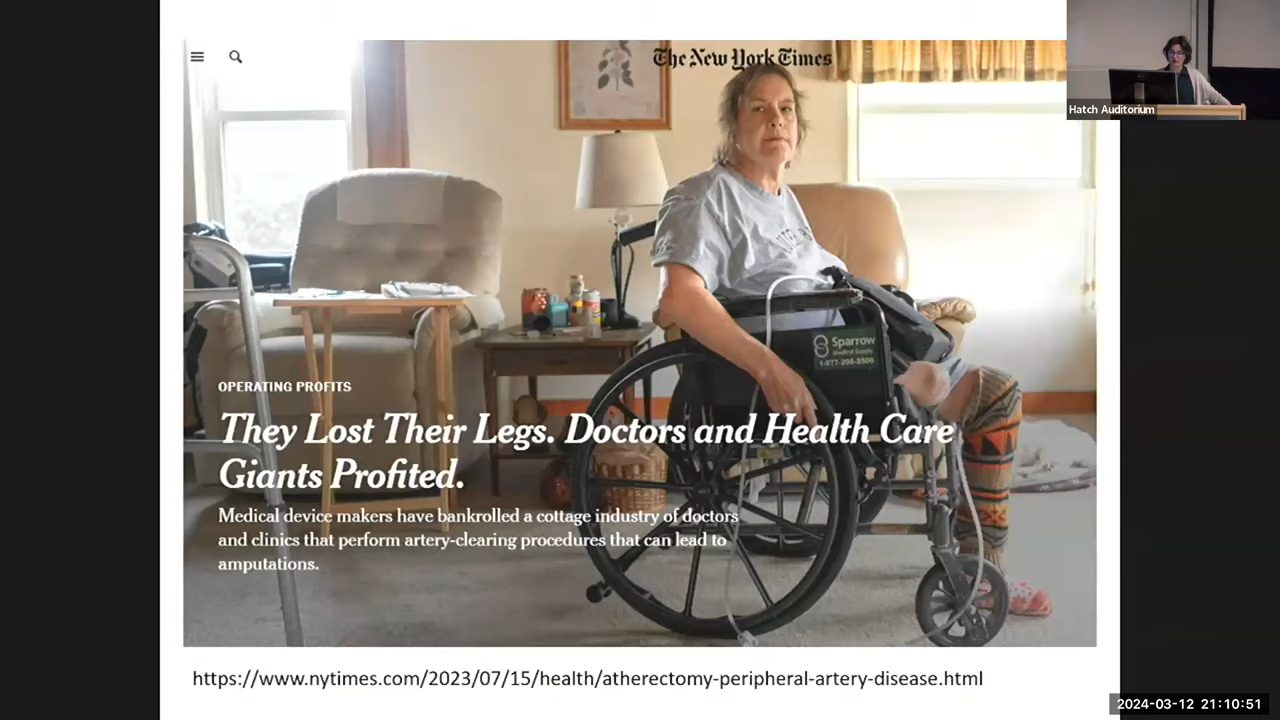 The New York Times
Hatch Auditorium
Sparrow
Medical Supply
OPERATING PROFITS
They Lost Their Legs. Doctors and Health Care
Giants Profited.
Medical device makers have bankrolled a cottage industry of doctors
and clinics that perform artery-clearing procedures that can lead to
amputations.
https://www.nytimes.com/2023/07/15/health/atherectomy-peripheral-artery-disease.html
2024-03-12 21:10:51